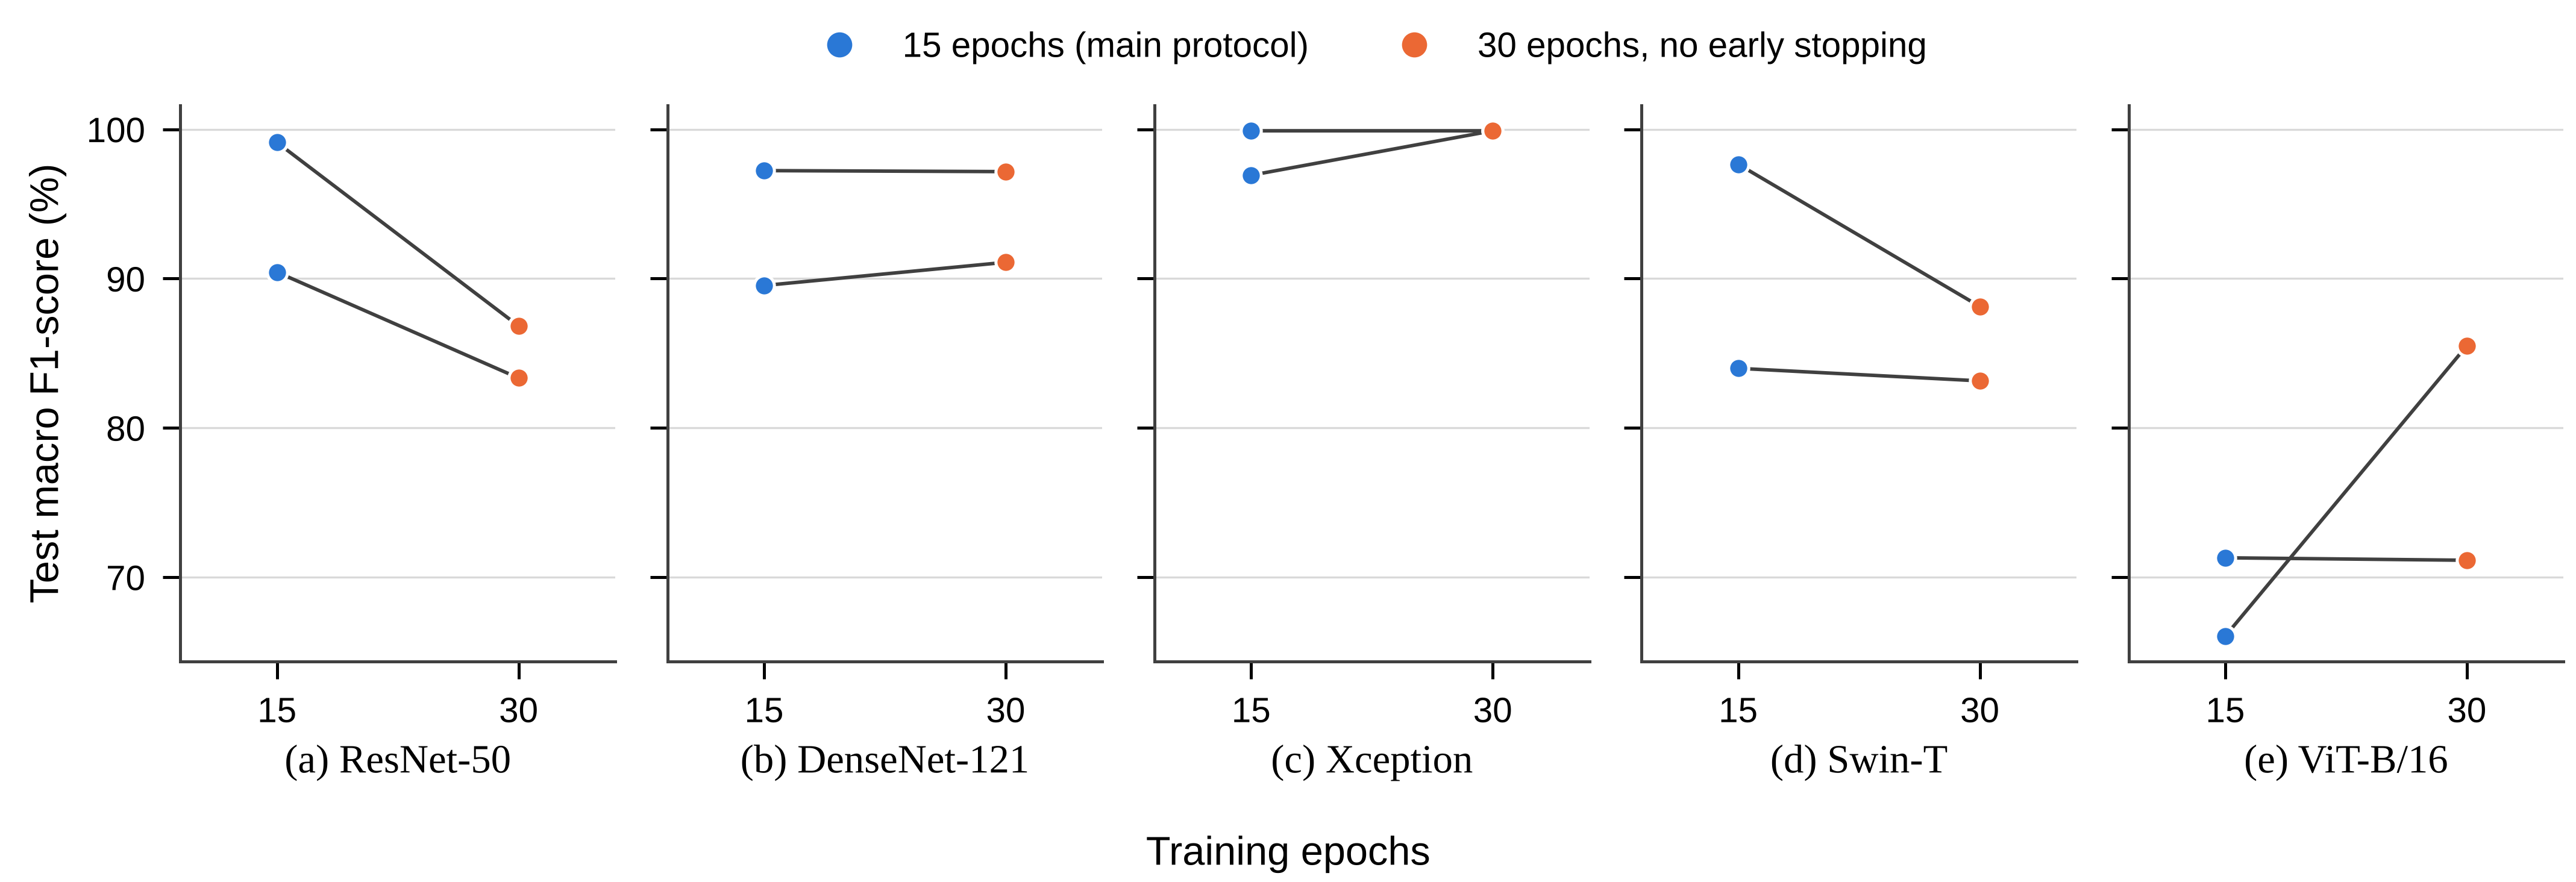 15 epochs (main protocol) 30 epochs, no early stopping
Test macro F1-score (%)
100
90
80
70
15 30 15 30 15 30 15 30 15 30
(a) ResNet-50 (b) DenseNet-121 (c) Xception (d) Swin-T (e) ViT-B/16
Training epochs